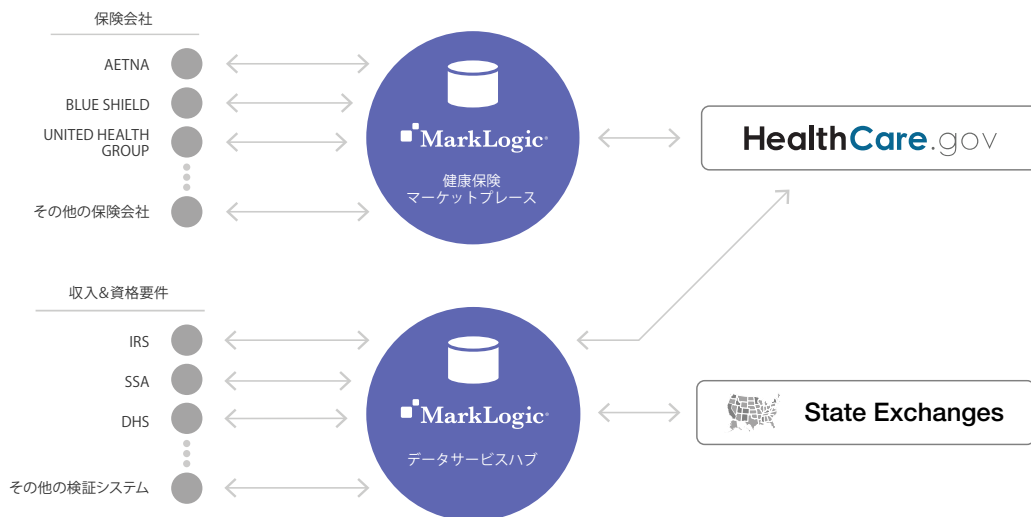 保険会社
AETNA
BLUE SHIELD
UNITED HEALTH
GROUP
その他の保険会社
MarkLogic®
健康保険
マーケットプレース
HealthCare.gov
収入&資格要件
IRS
SSA
DHS
その他の検証システム
MarkLogic®
データサービスハブ
State Exchanges